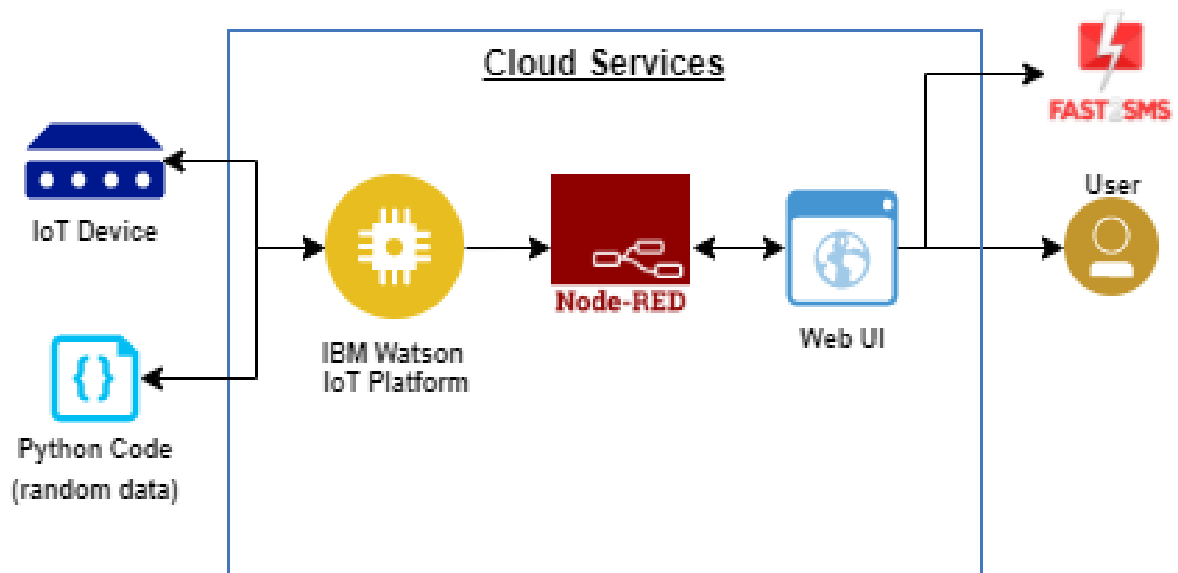 Cloud Services
FAST2SMS
User
IoT Device
Node-RED
Web UI
IBM Watson
IoT Platform
{}
Python Code
(random data)